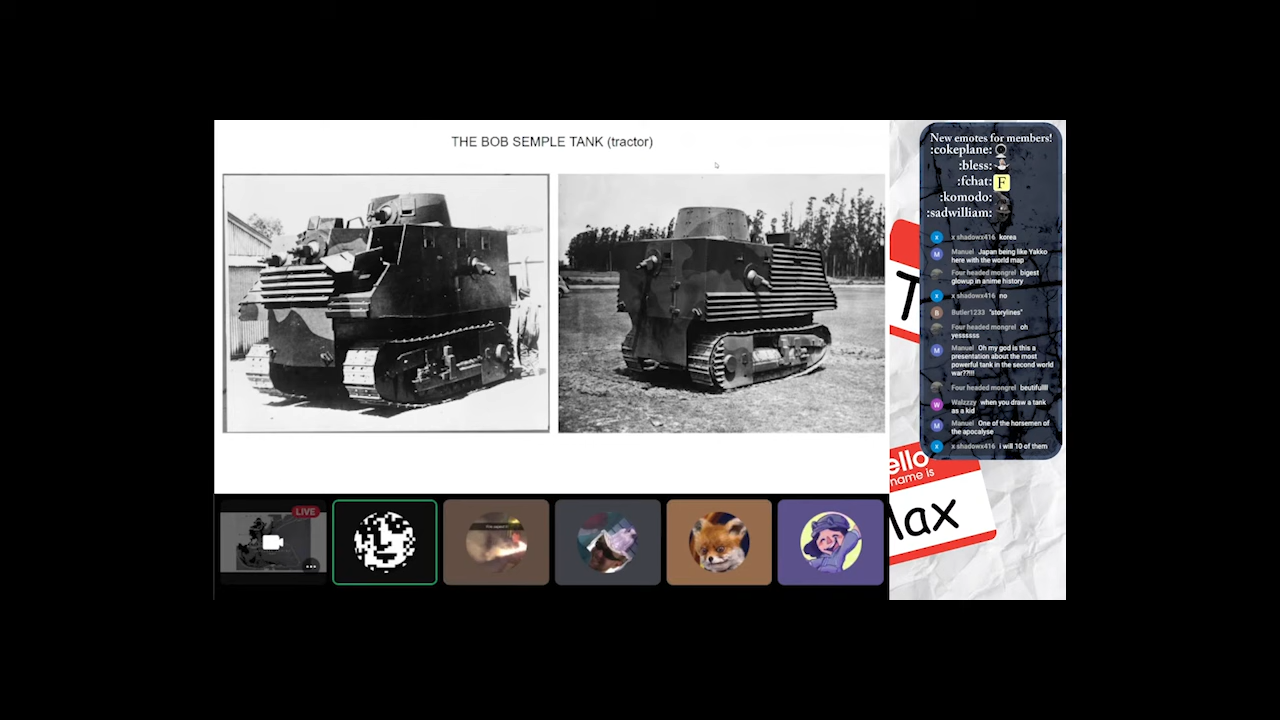 THE BOB SEMPLE TANK (tractor)
New emotes for members!
:cokeplane:
:bless:
:fchat: F
:komodo:
:sadwilliam:
x shadowx416 korea
Manuel Japan being like Yakko
here with the world map
Four headed mongrel bigest
glowup in anime history
x shadowx416 no
Butler1233 "storylines"
Four headed mongrel oh
yessssss
Manuel Oh my god is this a
presentation about the most
powerful tank in the second world
war??!!!
Four headed mongrel beutifullll
Walzzzy when you draw a tank
as a kid
Manuel One of the horsemen of
the apocalyse
x shadowx416 i will 10 of them
ello
name is
Max
LIVE